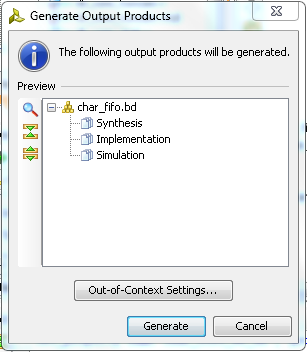 Generate Output Products
The following output products will be generated.
Preview
char_fifo.bd
Synthesis
Implementation
Simulation
Out-of-Context Settings...
Generate Cancel